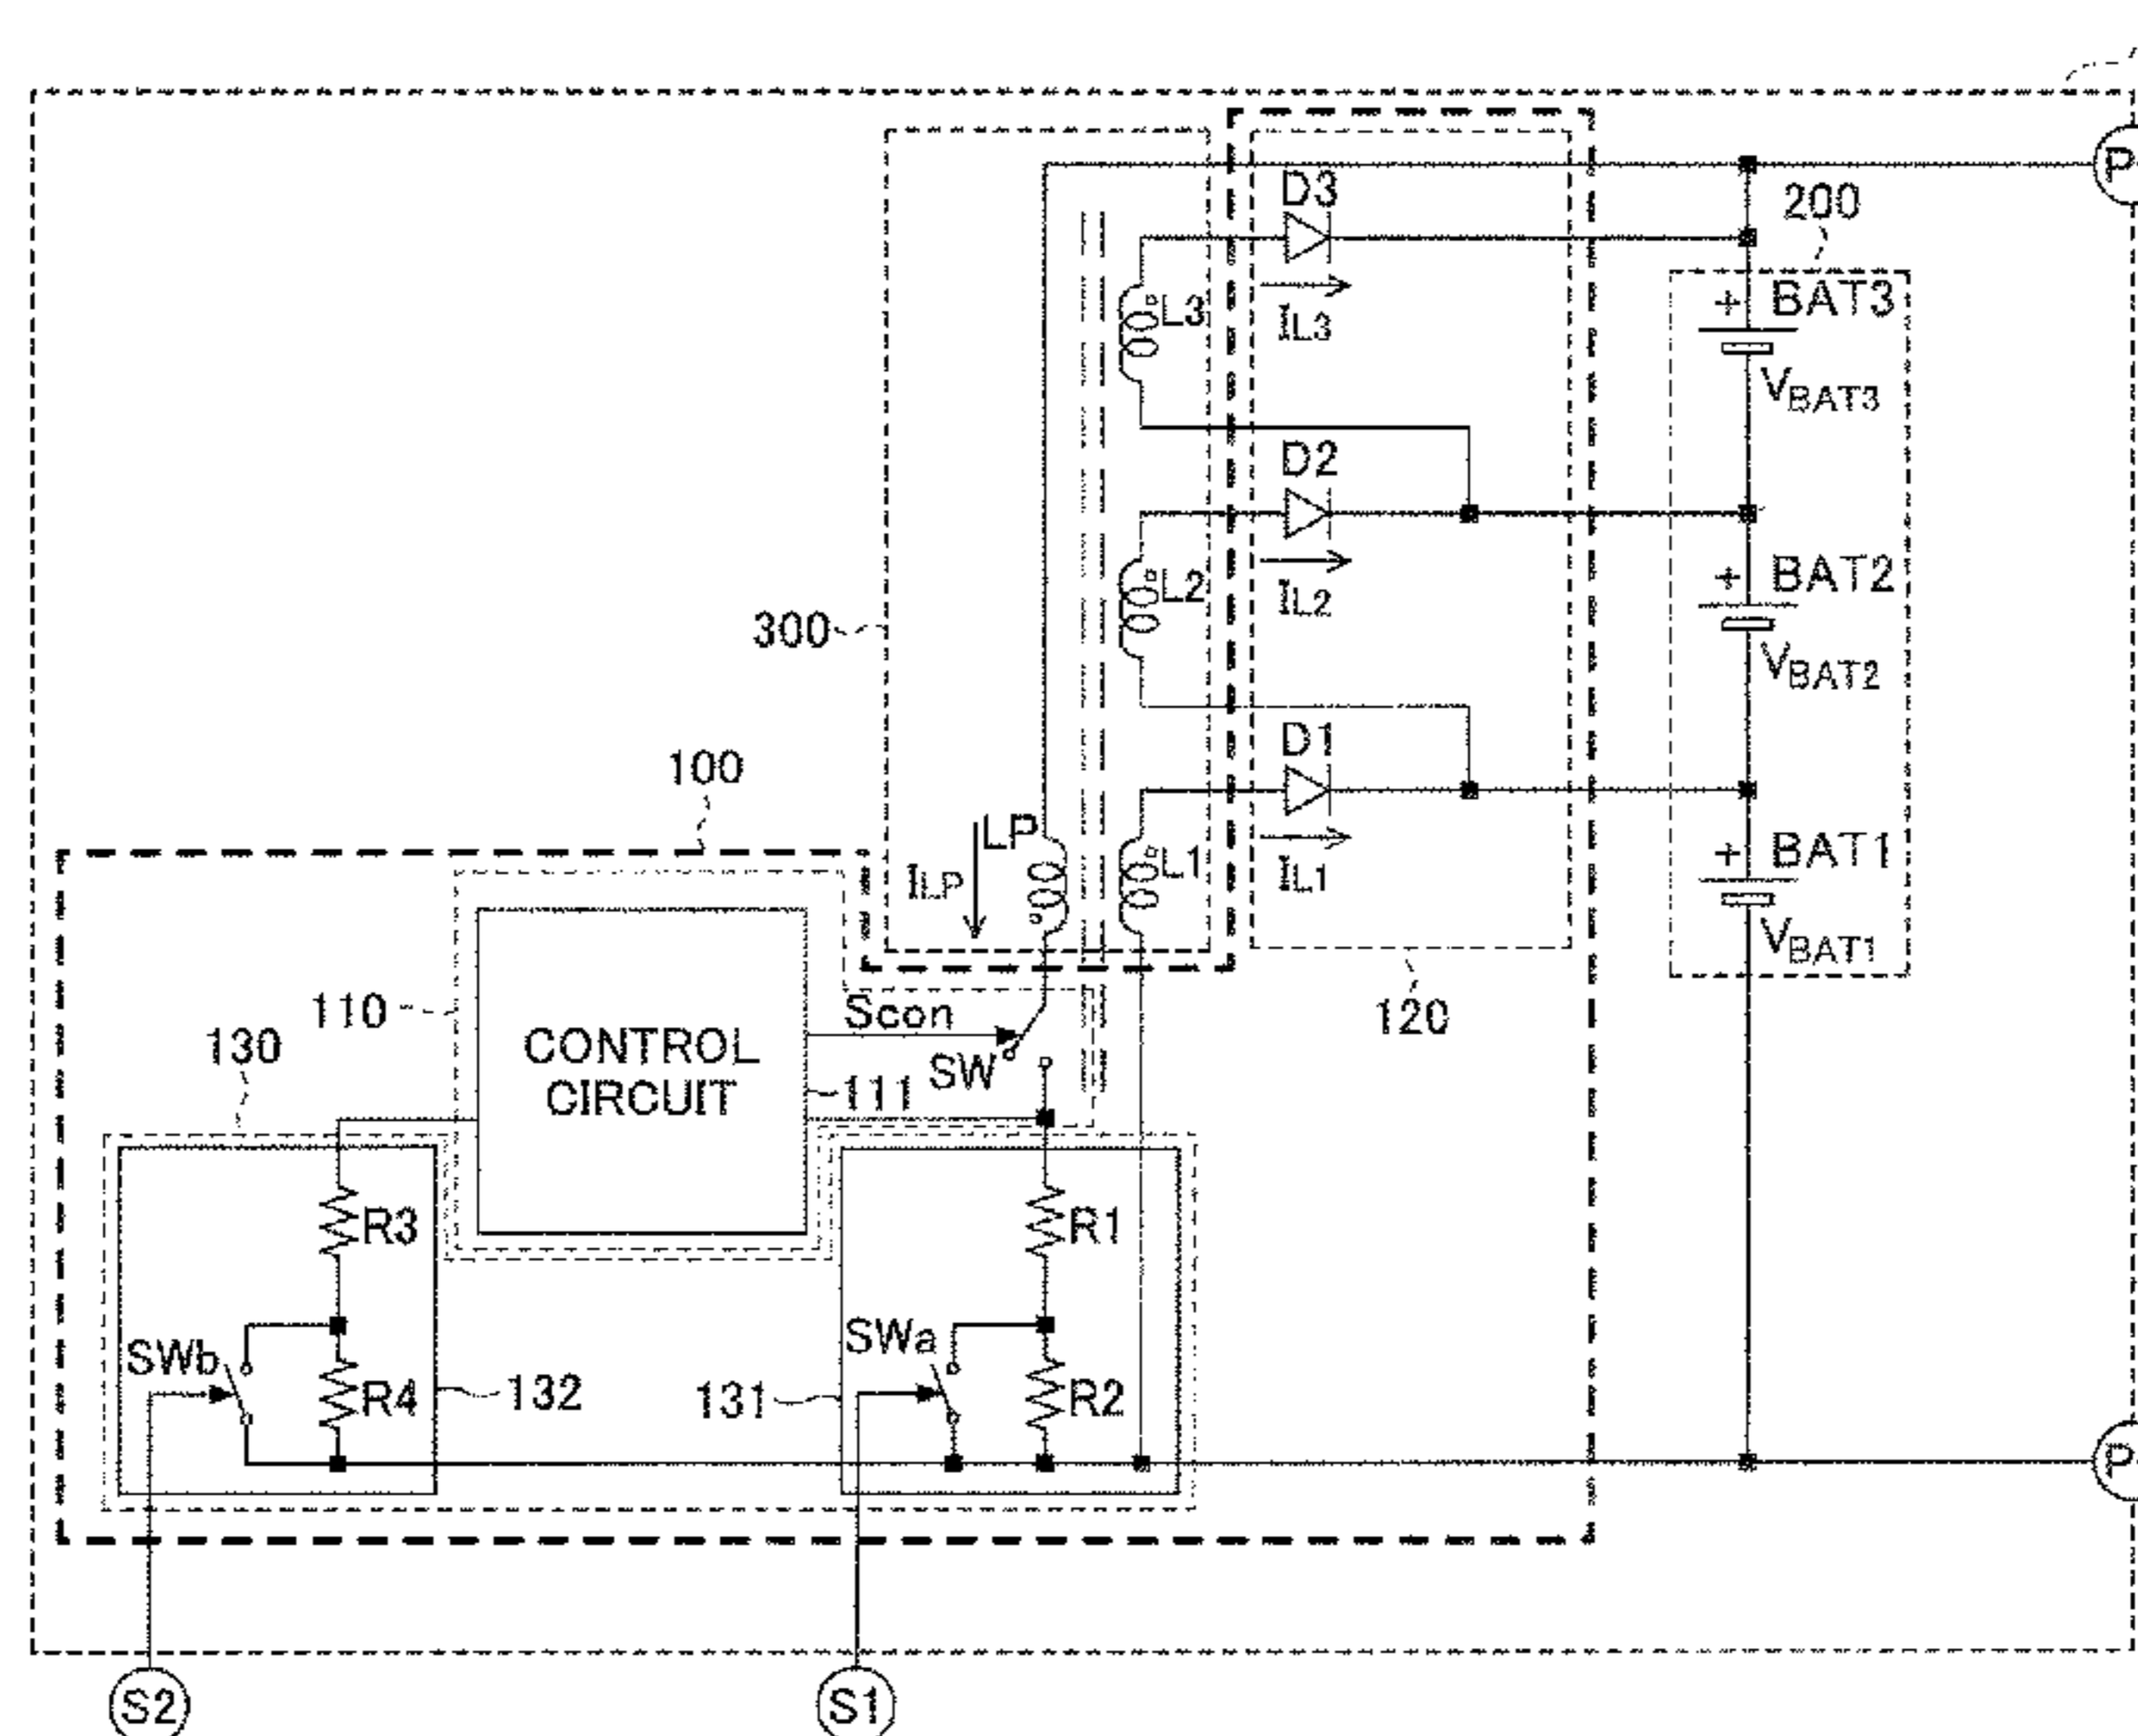 P
200
D3
+ BAT3
L3
IL3
VBAT3
D2
+ BAT2
L2
IL2
300
VBAT2
D1
100
LP
+ BAT1
ILP
L1
IL1
VBAT1
110
Scon
120
130
CONTROL
CIRCUIT
SW
111
R3
R1
SWb
SWa
R4
132
131
R2
P
S2
S1